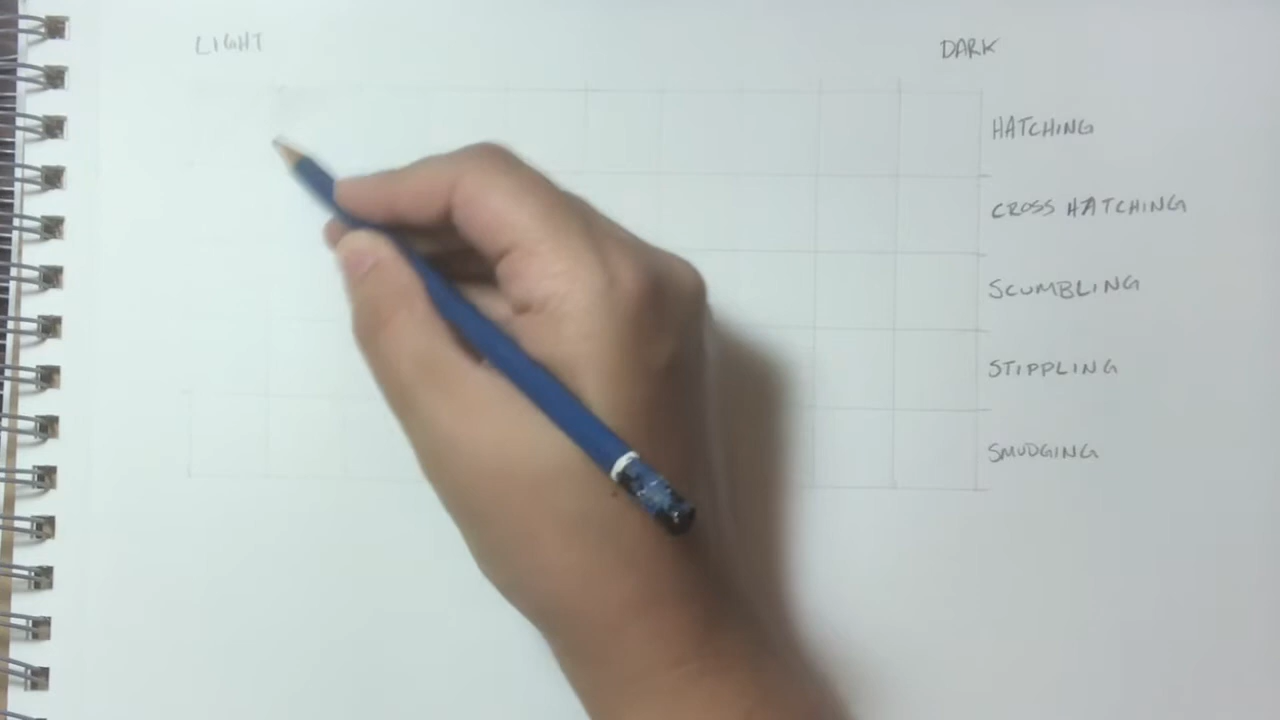 LIGHT
DARK
HATCHING
CROSS HATCHING
SCUMBLING
STIPPLING
SMUDGING